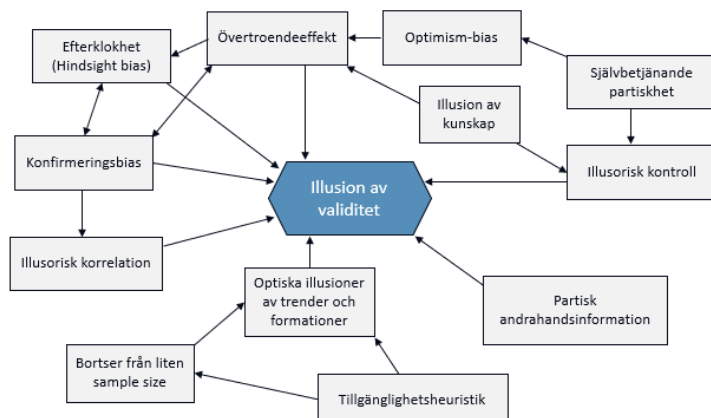 Efterklokhet
(Hindsight bias)
Övertroendeeffekt
Optimism-bias
Självbetjänande
partiskhet
Illusion av
kunskap
Konfirmeringsbias
Illusion av
validitet
Illusorisk kontroll
Illusorisk korrelation
Optiska illusioner
av trender och
formationer
Partisk
andrahandsinformation
Bortser från liten
sample size
Tillgänglighetsheuristik